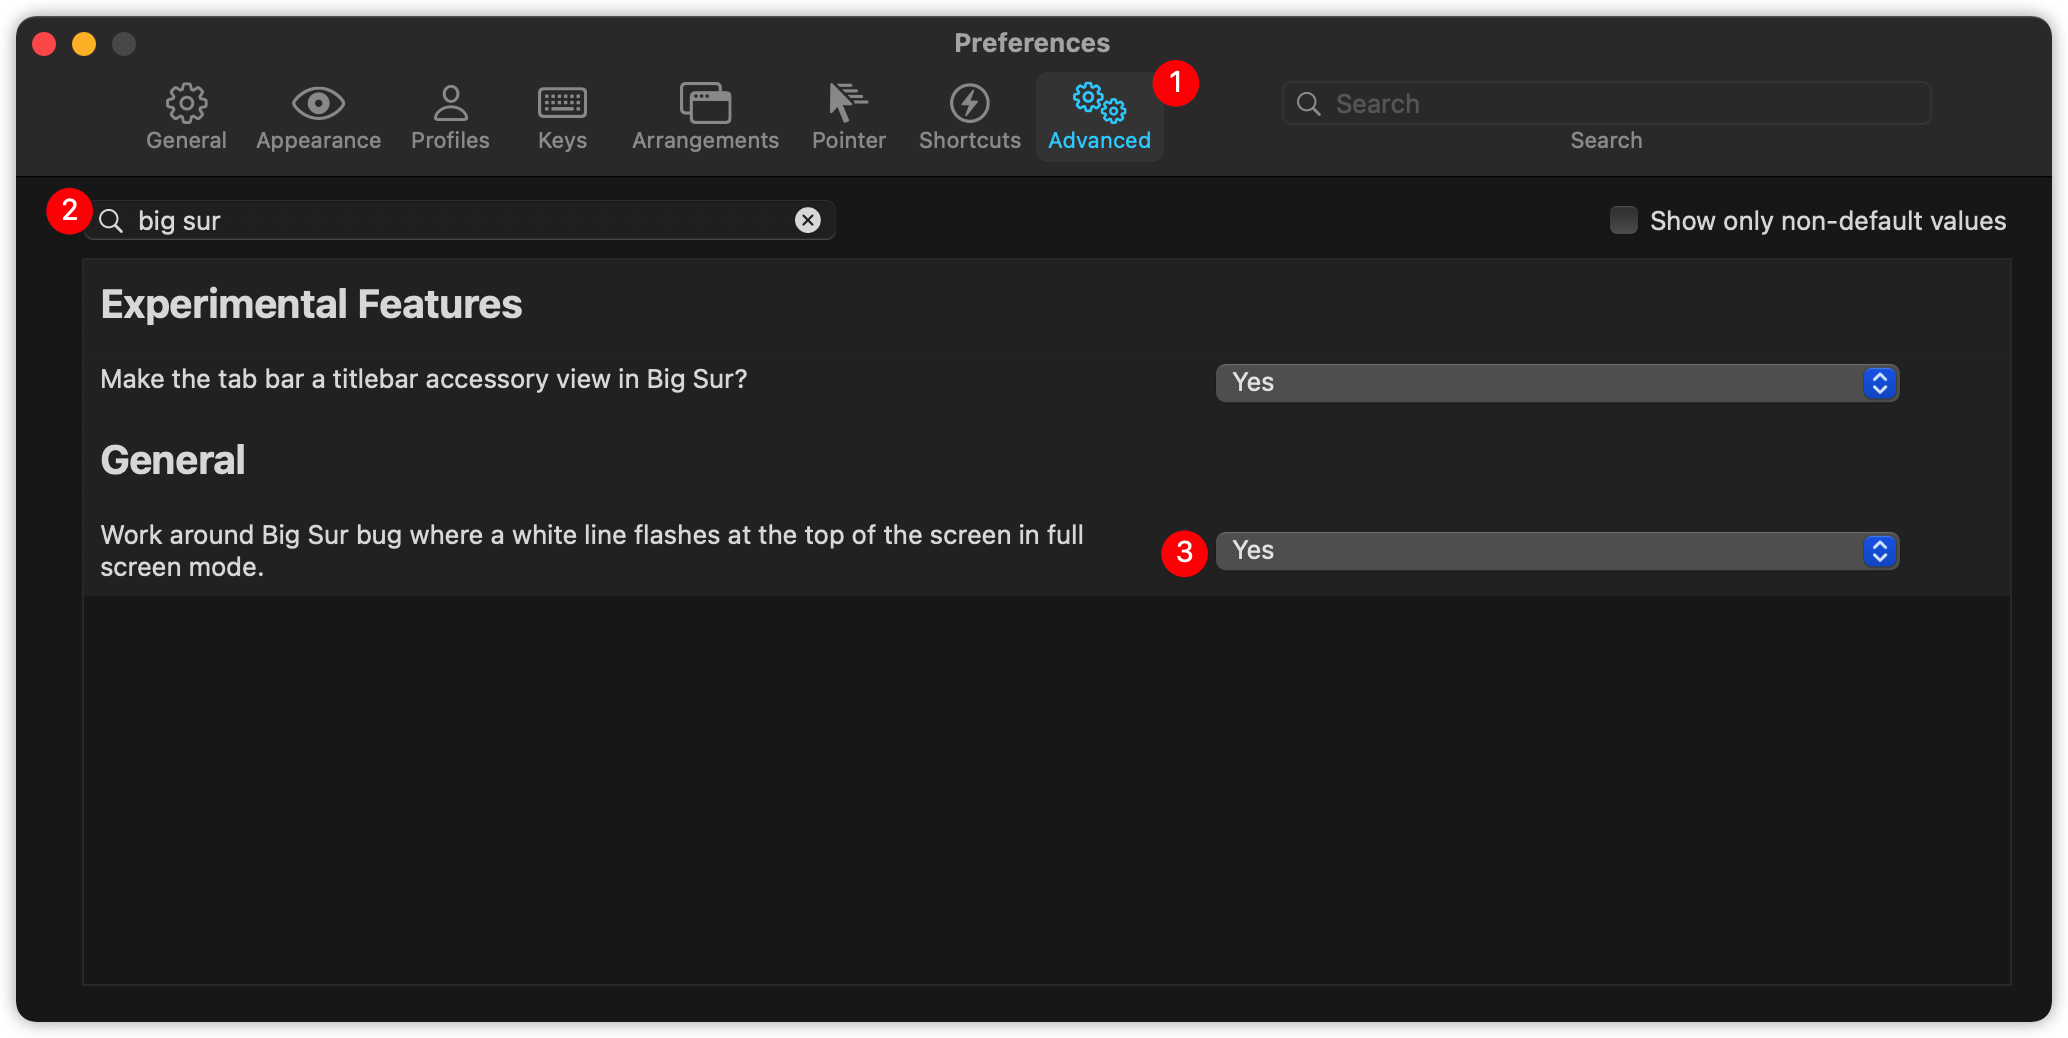 Preferences
General
Appearance
Profiles
Keys
Arrangements
Pointer
Shortcuts
Advanced
1
Search
Search
2
big sur
Show only non-default values
Experimental Features
Make the tab bar a titlebar accessory view in Big Sur?
Yes
General
Work around Big Sur bug where a white line flashes at the top of the screen in full
screen mode.
3
Yes